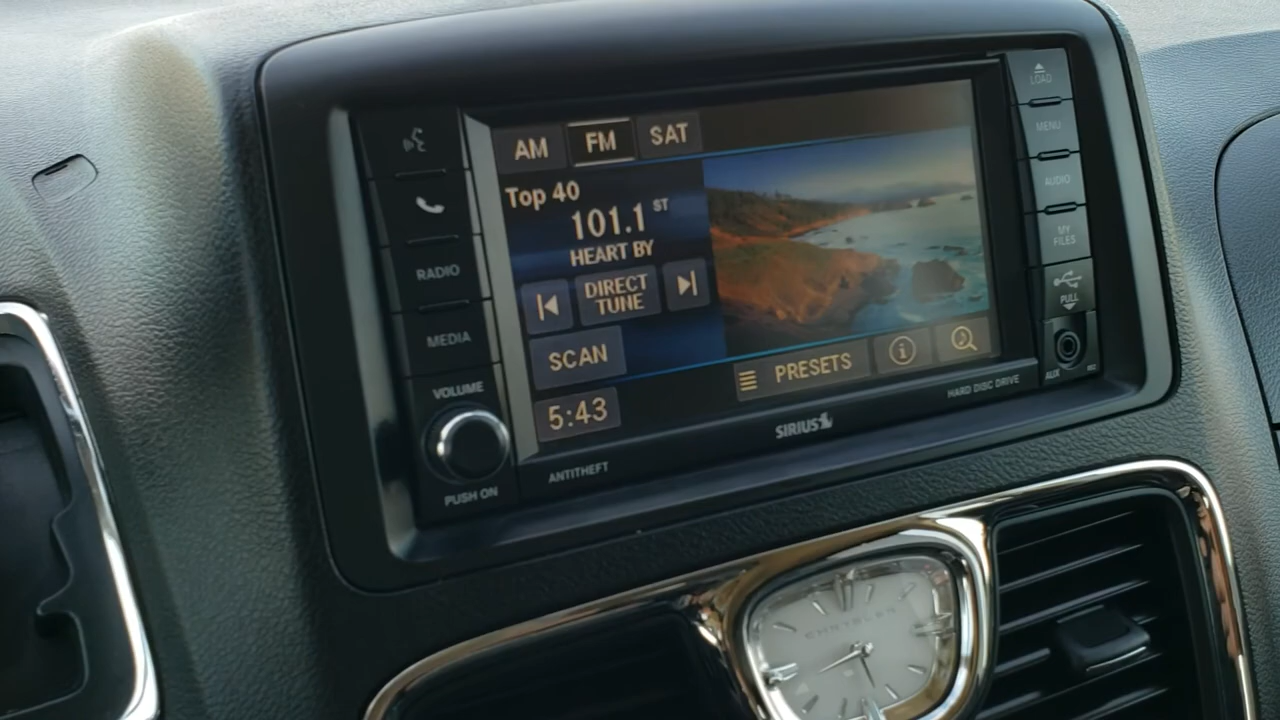 AM FM SAT
Top 40
101.1 ST
HEART BY
DIRECT
TUNE
SCAN
PRESETS
5:43
RADIO
MEDIA
VOLUME
PUSH ON
ANTITHEFT
SIRIUS
HARD DISC DRIVE
LOAD
MENU
AUDIO
MY
FILES
PULL
AUX
CHRYSLER